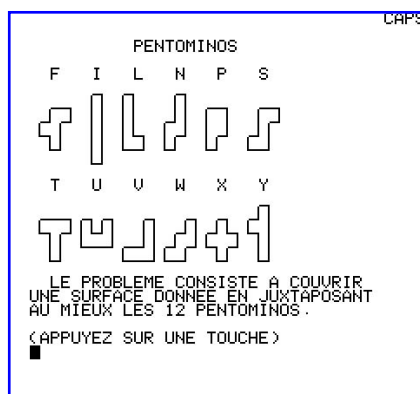 CAPS
PENTOMINOS
F I L N P S
T U V W X Y
LE PROBLEME CONSISTE A COUVRIR
UNE SURFACE DONNEE EN JUXTAPOSANT
AU MIEUX LES 12 PENTOMINOS.
(APPUYEZ SUR UNE TOUCHE)